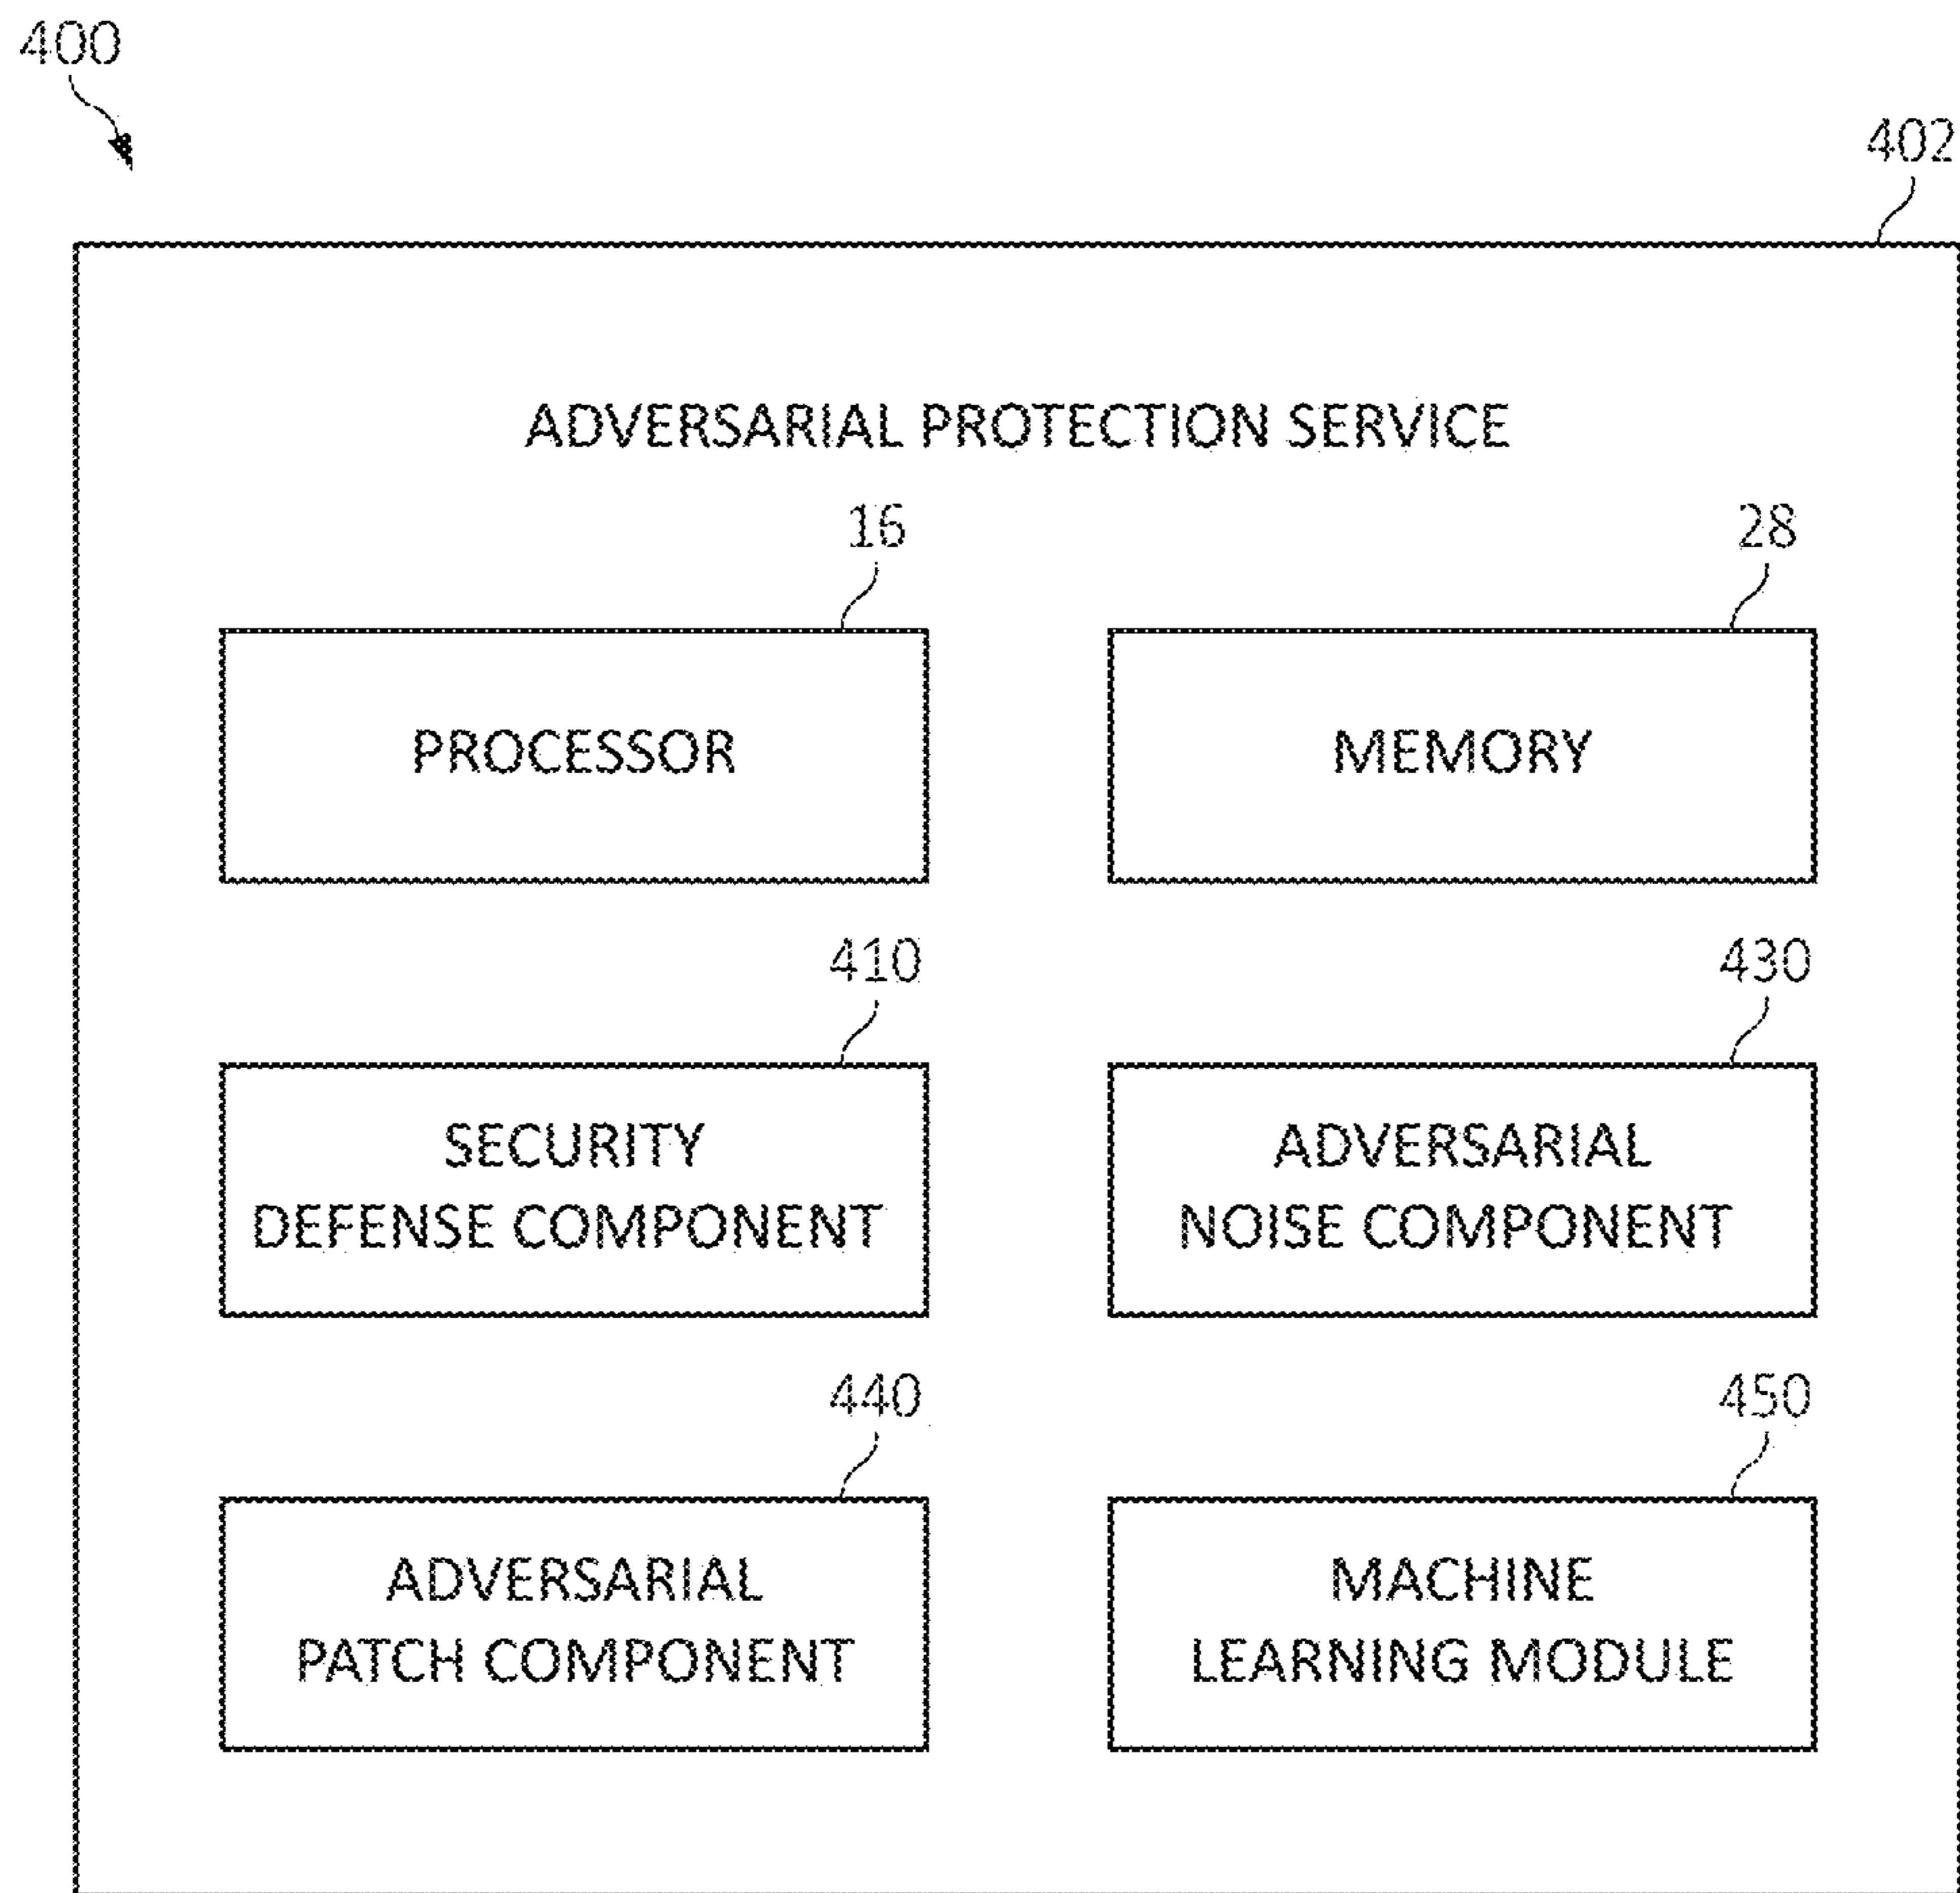 400
402
ADVERSARIAL PROTECTION SERVICE
16
28
PROCESSOR
MEMORY
410
430
SECURITY
DEFENSE COMPONENT
ADVERSARIAL
NOISE COMPONENT
440
450
ADVERSARIAL
PATCH COMPONENT
MACHINE
LEARNING MODULE